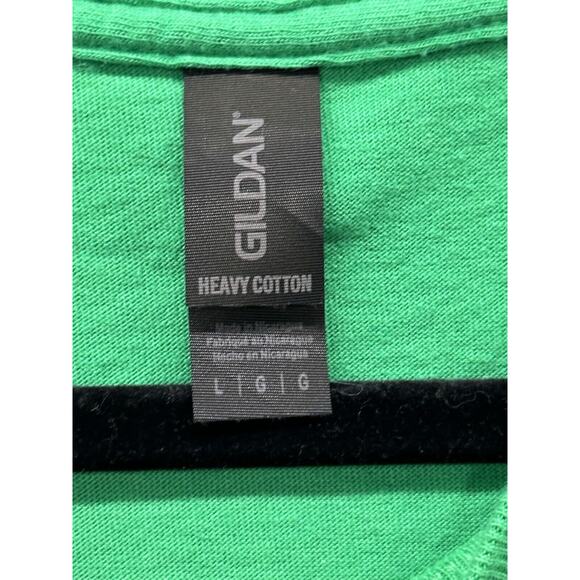 GILDAN®
HEAVY COTTON
Made in Nicaragua
Fabriqué au Nicaragua
Hecho en Nicaragua
L | G | G